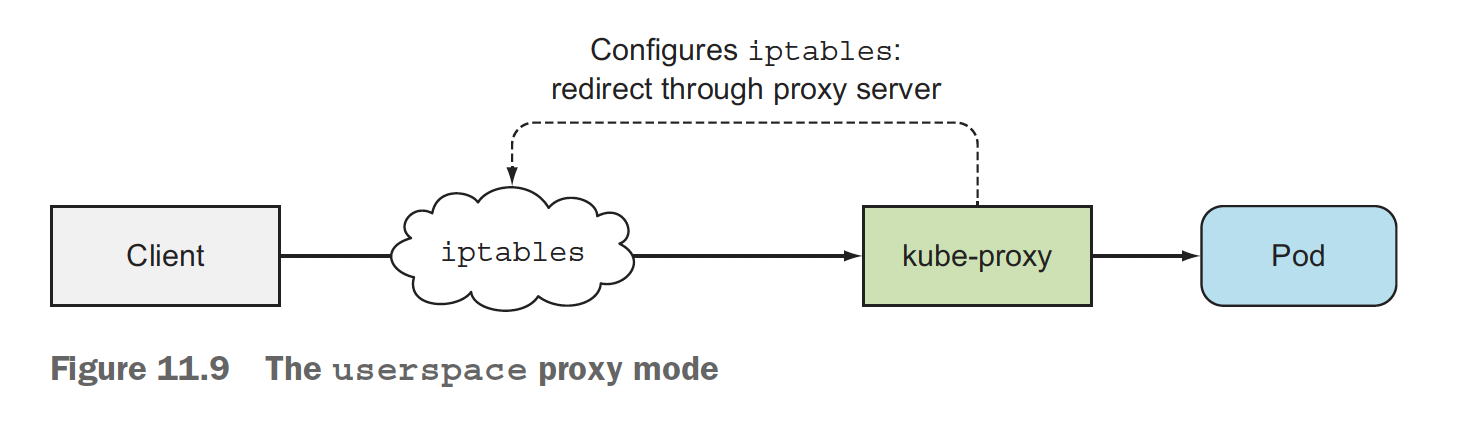 Configures iptables:
redirect through proxy server
Client
iptables
kube-proxy
Pod
Figure 11.9 The userspace proxy mode